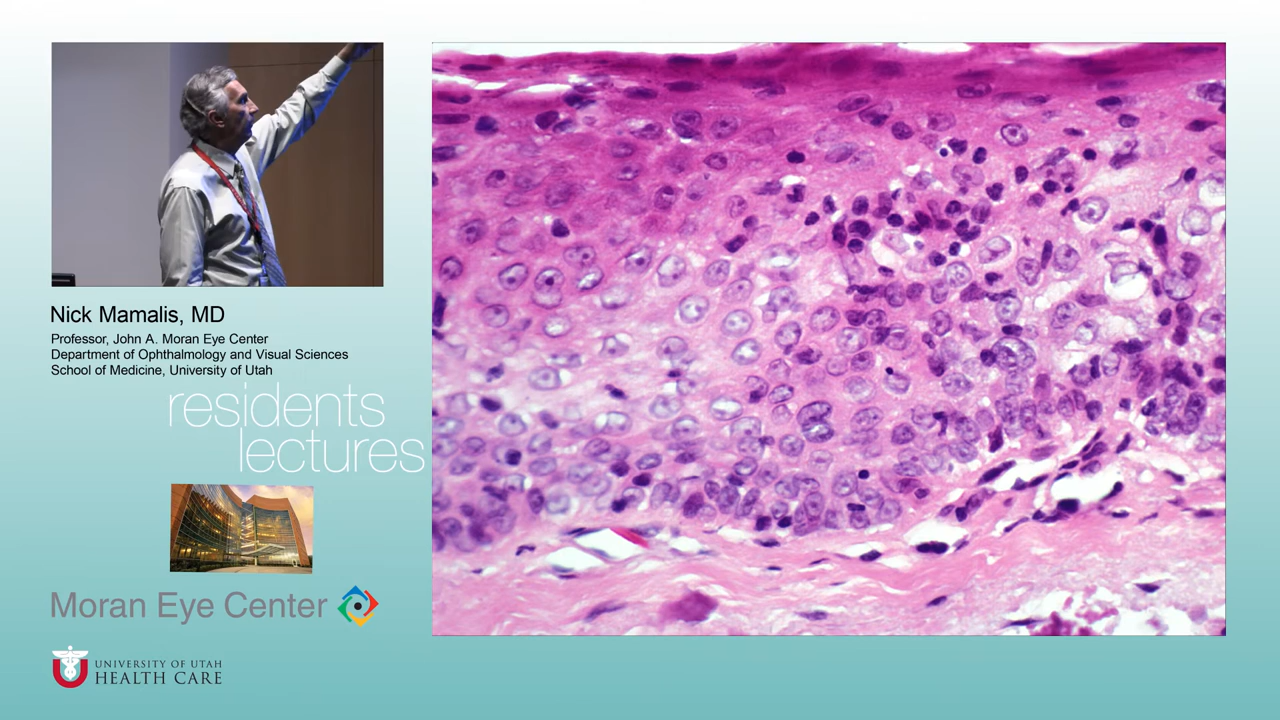 Nick Mamalis, MD
Professor, John A. Moran Eye Center
Department of Ophthalmology and Visual Sciences
School of Medicine, University of Utah
residents
lectures
Moran Eye Center
UNIVERSITY OF UTAH
HEALTH CARE